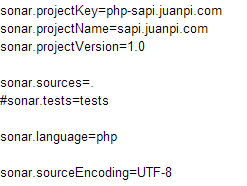 sonar.projectKey=php-sapi.juanpi.com
sonar.projectName=sapi.juanpi.com
sonar.projectVersion=1.0
sonar.sources=.
#sonar.tests=tests
sonar.language=php
sonar.sourceEncoding=UTF-8